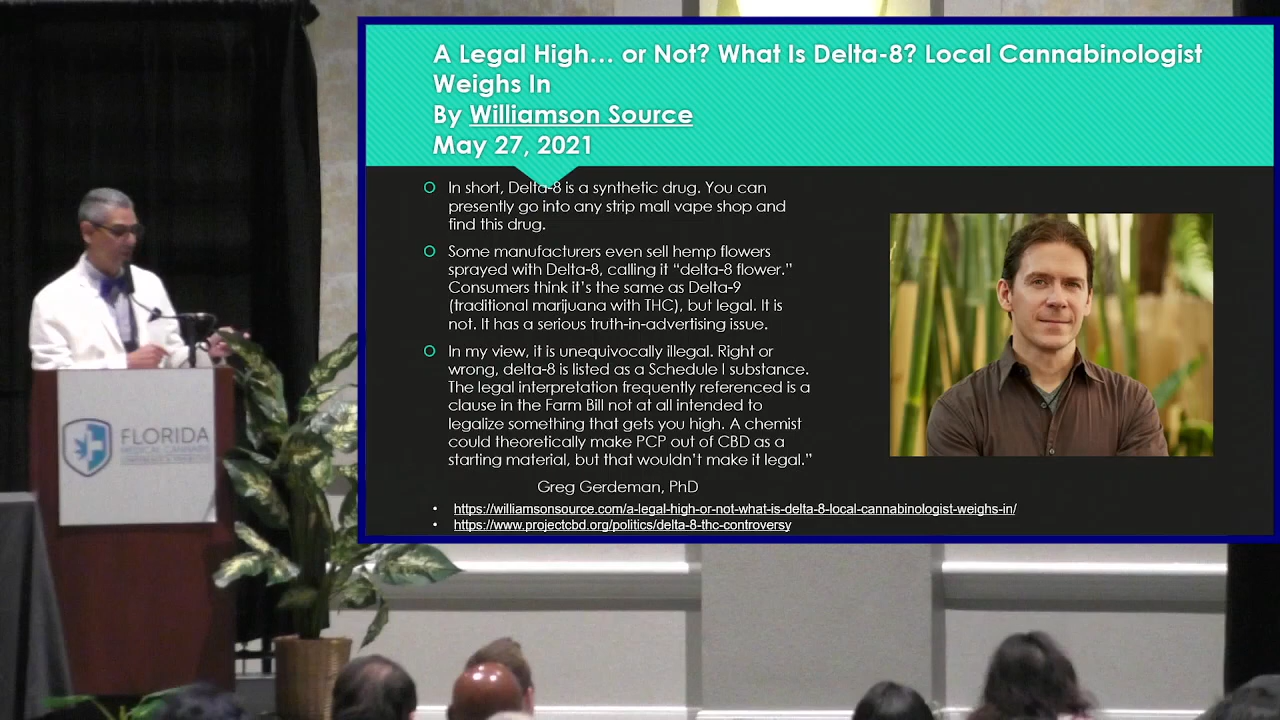 A Legal High… or Not? What Is Delta-8? Local Cannabinologist
Weighs In
By Williamson Source
May 27, 2021
In short, Delta-8 is a synthetic drug. You can
presently go into any strip mall vape shop and
find this drug.
Some manufacturers even sell hemp flowers
sprayed with Delta-8, calling it “delta-8 flower.”
Consumers think it’s the same as Delta-9
(traditional marijuana with THC), but legal. It is
not. It has a serious truth-in-advertising issue.
In my view, it is unequivocally illegal. Right or
wrong, delta-8 is listed as a Schedule I substance.
The legal interpretation frequently referenced is a
clause in the Farm Bill not at all intended to
legalize something that gets you high. A chemist
could theoretically make PCP out of CBD as a
starting material, but that wouldn’t make it legal.”
Greg Gerdeman, PhD
https://williamsonsource.com/a-legal-high-or-not-what-is-delta-8-local-cannabinologist-weighs-in/
https://www.projectcbd.org/politics/delta-8-thc-controversy
FLORIDA
MEDICAL CANNABIS